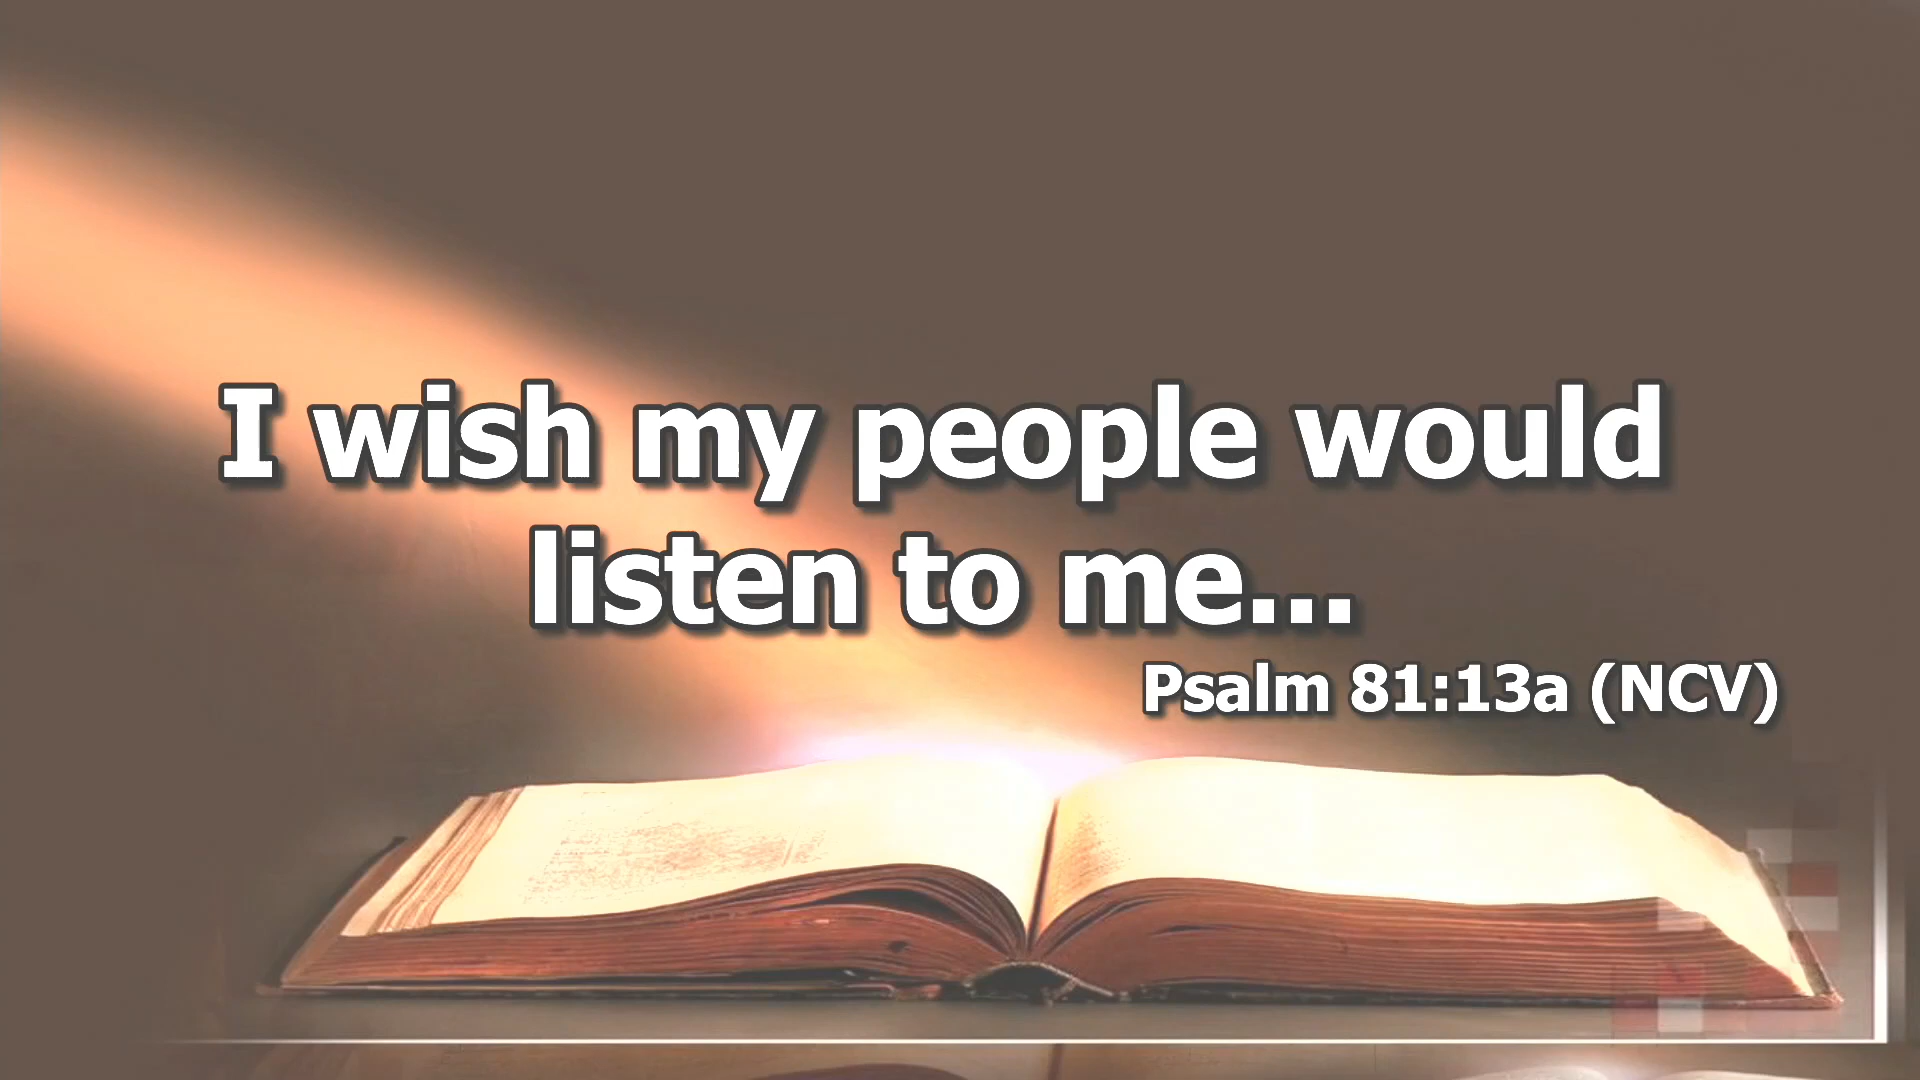 I wish my people would
listen to me...
Psalm 81:13a (NCV)